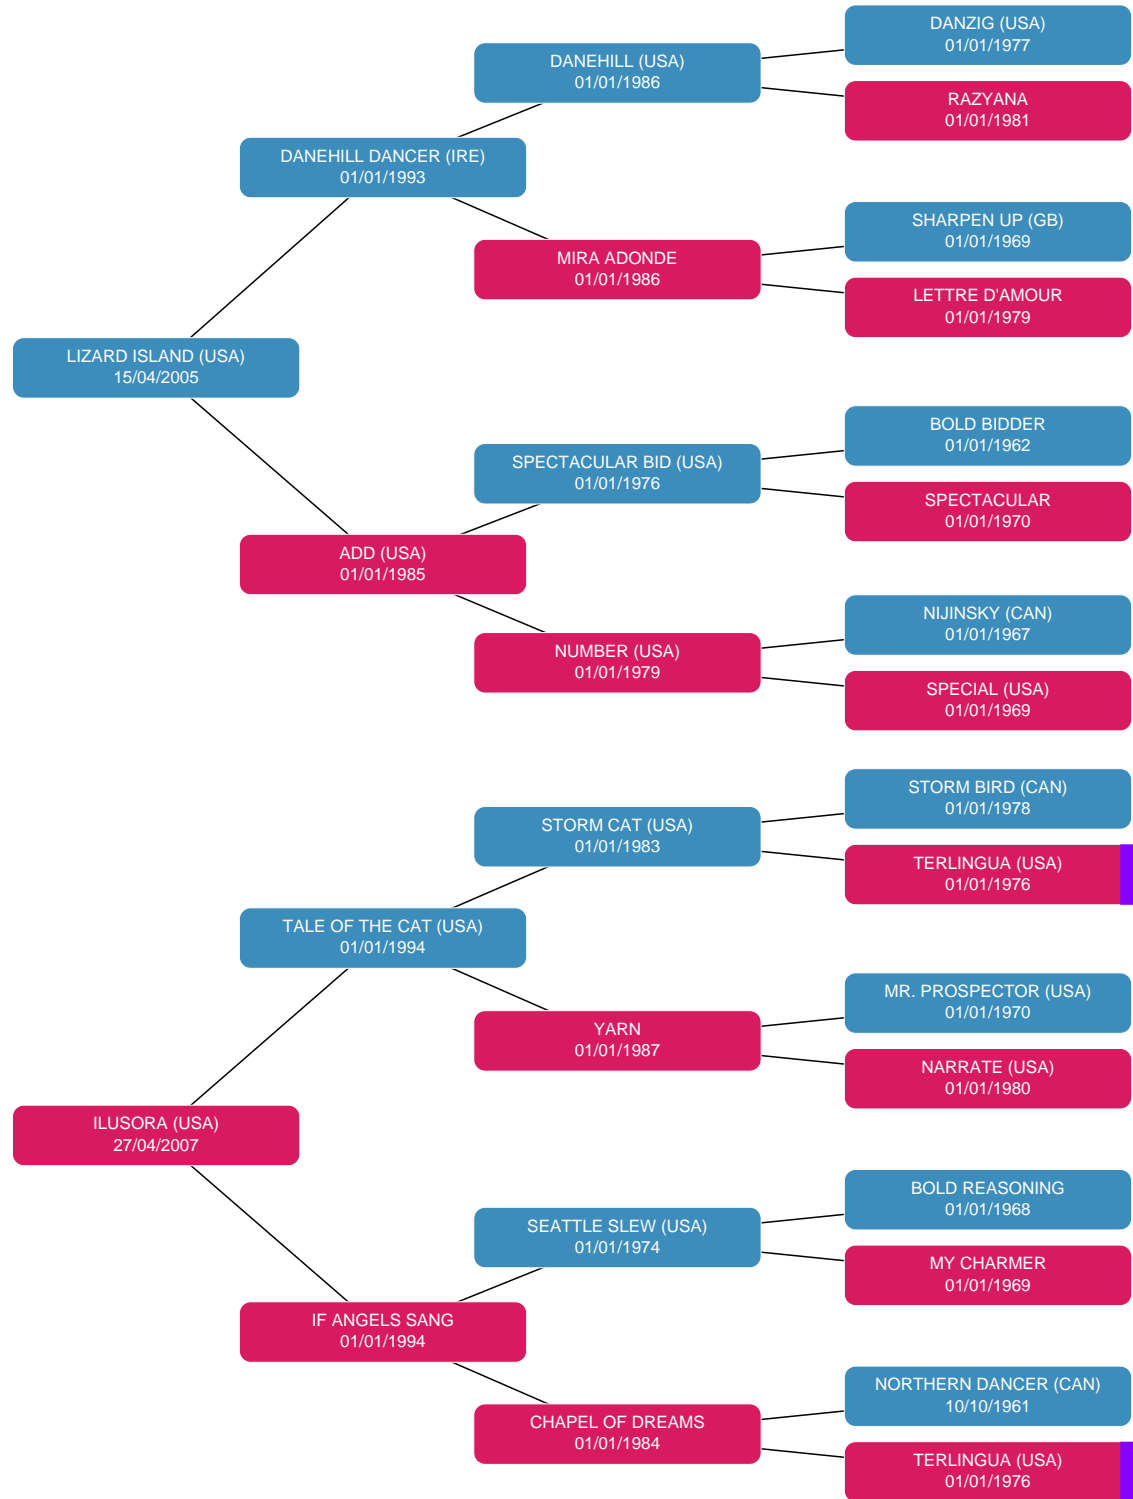 DANZIG (USA)
01/01/1977
DANEHILL (USA)
01/01/1986
RAZYANA
01/01/1981
DANEHILL DANCER (IRE)
01/01/1993
SHARPEN UP (GB)
01/01/1969
MIRA ADONDE
01/01/1986
LETTRE D'AMOUR
01/01/1979
LIZARD ISLAND (USA)
15/04/2005
BOLD BIDDER
01/01/1962
SPECTACULAR BID (USA)
01/01/1976
SPECTACULAR
01/01/1970
ADD (USA)
01/01/1985
NIJINSKY (CAN)
01/01/1967
NUMBER (USA)
01/01/1979
SPECIAL (USA)
01/01/1969
STORM BIRD (CAN)
01/01/1978
STORM CAT (USA)
01/01/1983
TERLINGUA (USA)
01/01/1976
TALE OF THE CAT (USA)
01/01/1994
MR. PROSPECTOR (USA)
01/01/1970
YARN
01/01/1987
NARRATE (USA)
01/01/1980
ILUSORA (USA)
27/04/2007
BOLD REASONING
01/01/1968
SEATTLE SLEW (USA)
01/01/1974
MY CHARMER
01/01/1969
IF ANGELS SANG
01/01/1994
NORTHERN DANCER (CAN)
10/10/1961
CHAPEL OF DREAMS
01/01/1984
TERLINGUA (USA)
01/01/1976